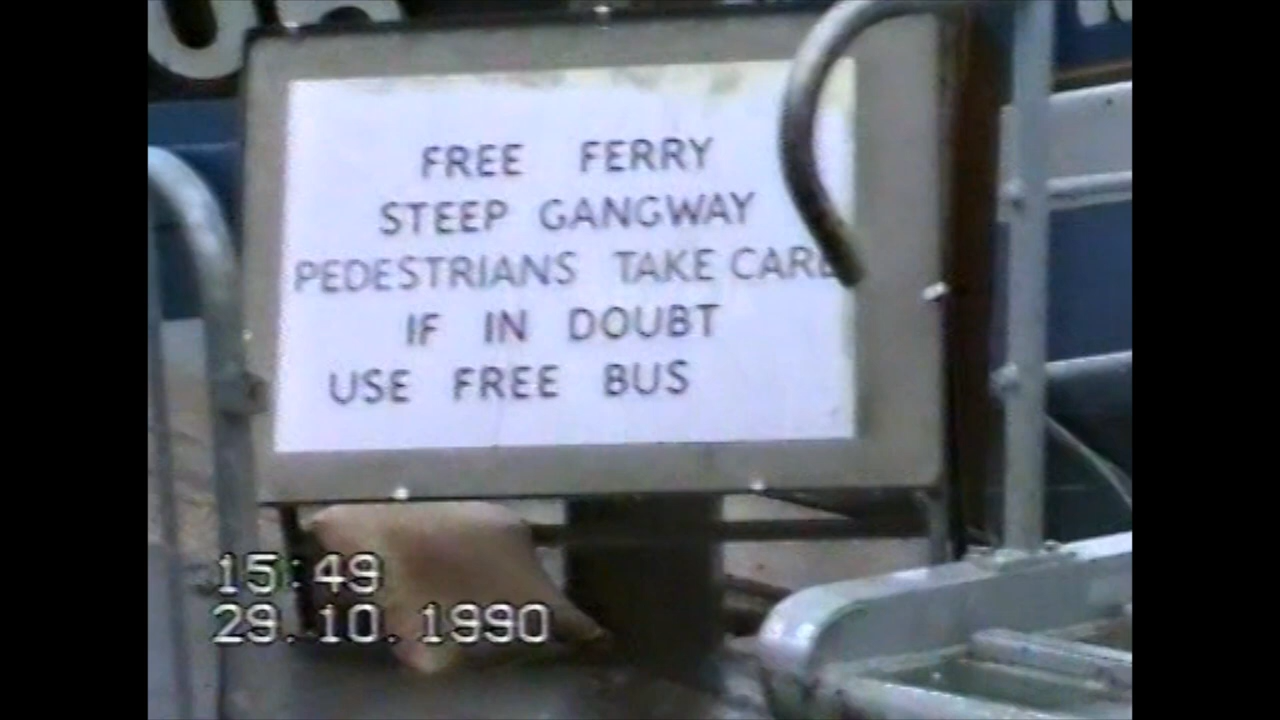 FREE FERRY
STEEP GANGWAY
PEDESTRIANS TAKE CARE
IF IN DOUBT
USE FREE BUS
15:49
29.10.1990